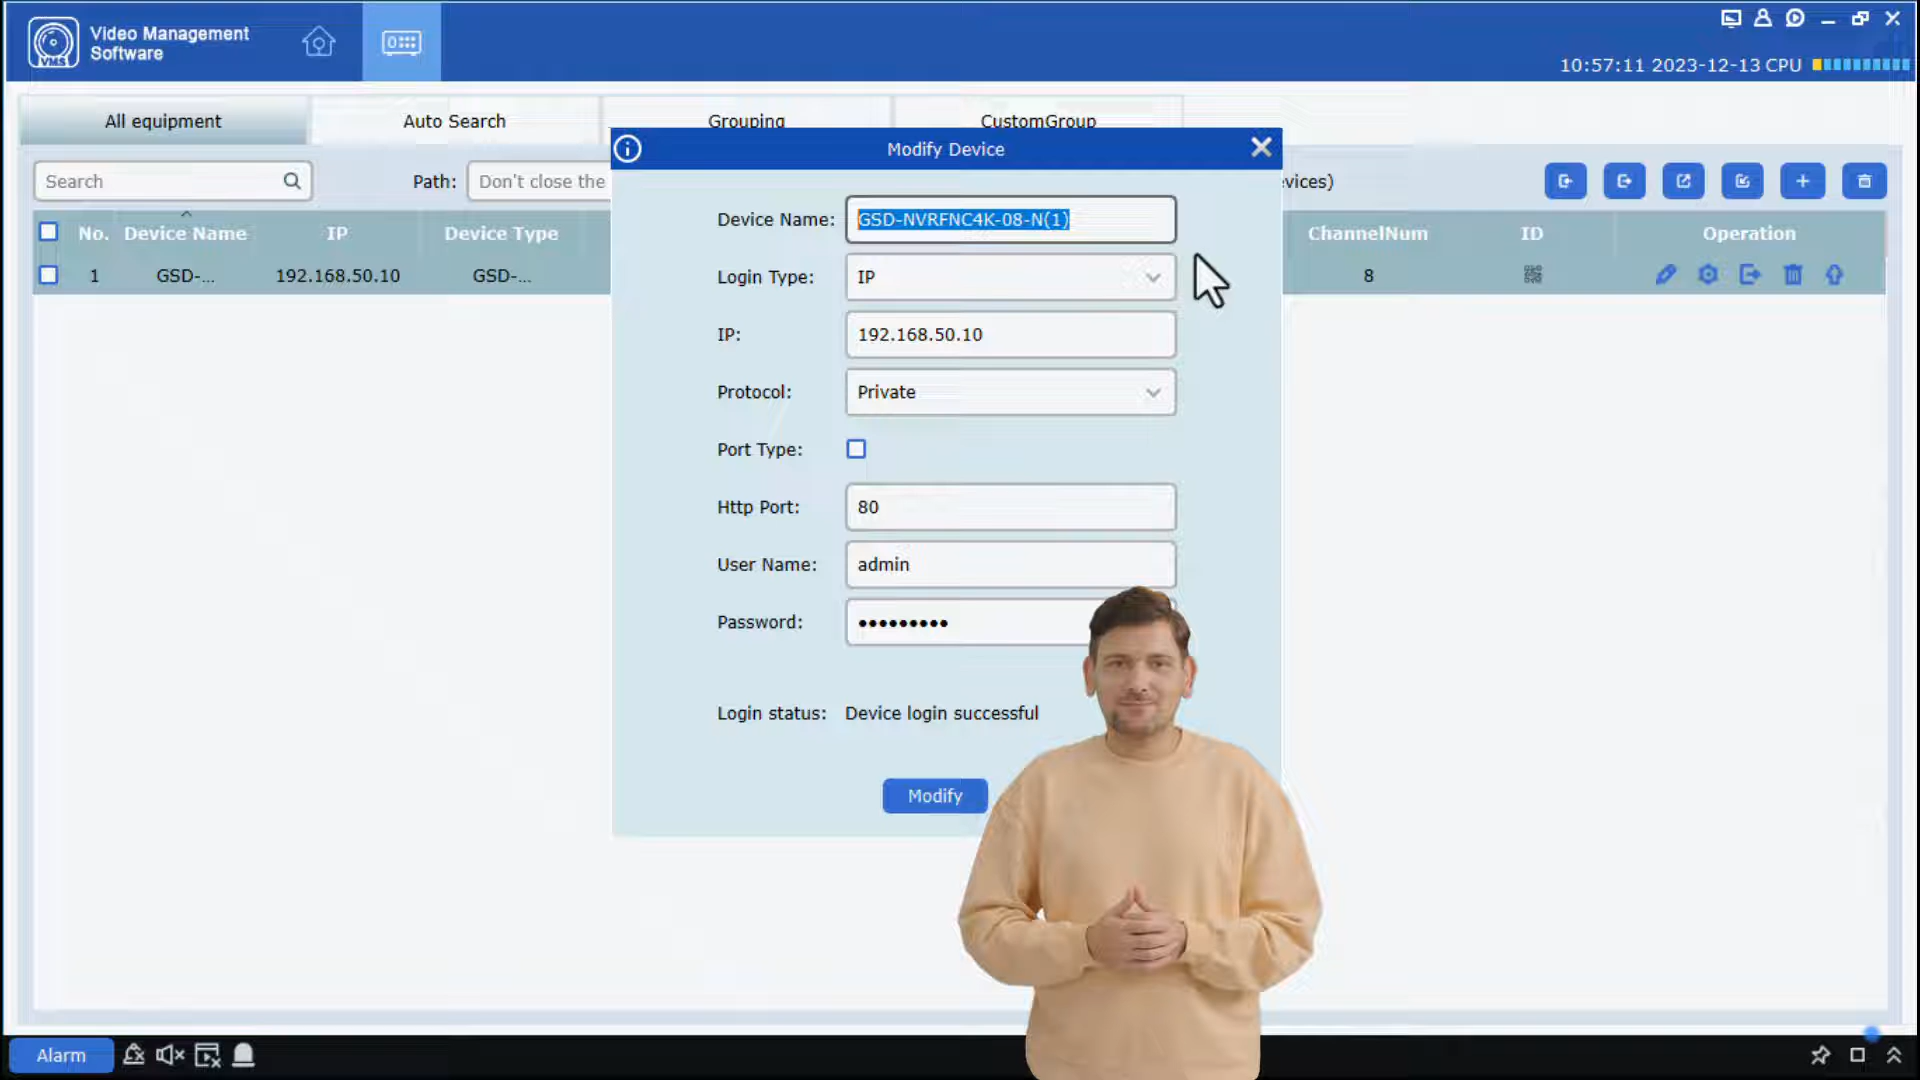 Video Management
Software
VMS
10:57:11 2023-12-13 CPU
All equipment
Auto Search
Grouping
CustomGroup
Search
Path:
Don't close the
Modify Device
vices)
No.
Device Name
IP
Device Type
ChannelNum
ID
Operation
1
GSD-...
192.168.50.10
GSD-...
8
Device Name:
GSD-NVRFNC4K-08-N(1)
Login Type:
IP
IP:
192.168.50.10
Protocol:
Private
Port Type:
Http Port:
80
User Name:
admin
Password:
•••••••••
Login status:
Device login successful
Modify
Alarm